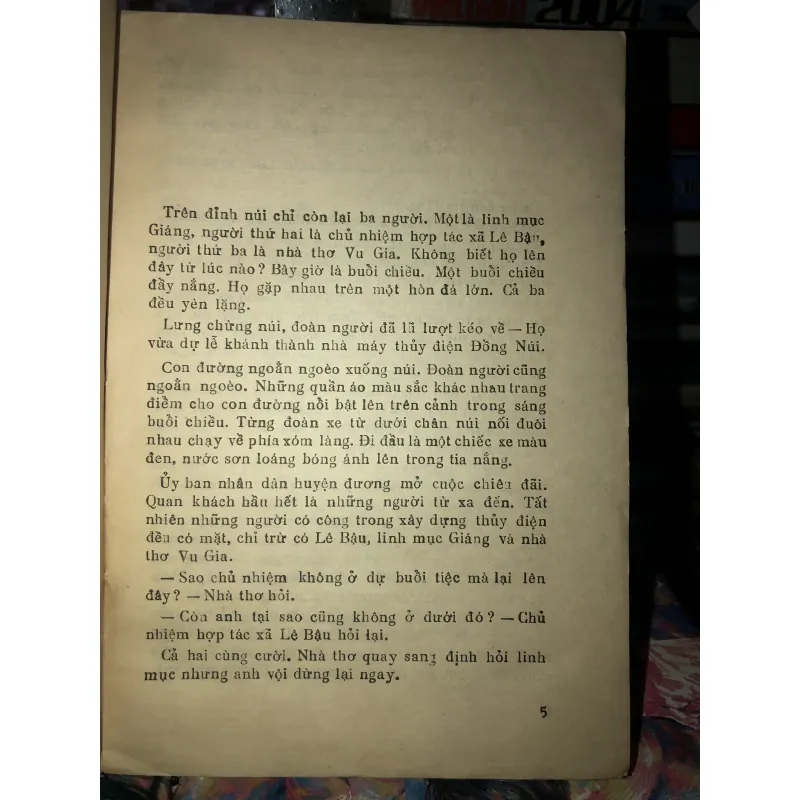 2004
Trên đỉnh núi chỉ còn lại ba người. Một là linh mục
Giáng, người thứ hai là chủ nhiệm hợp tác xã Lê Bậu,
người thứ ba là nhà thơ Vu Gia. Không biết họ lên
đây từ lúc nào? Bây giờ là buổi chiều. Một buổi chiều
đầy nắng. Họ gặp nhau trên một hòn đá lớn. Cả ba
đều yên lặng.
Lưng chừng núi, đoàn người đã lũ lượt kéo về — Họ
vừa dự lễ khánh thành nhà máy thủy điện Đồng Núi.
Con đường ngoằn ngoèo xuống núi. Đoàn người cũng
ngoằn ngoèo. Những quần áo màu sắc khác nhau trang
điểm cho con đường nổi bật lên trên cảnh trong sáng
buổi chiều. Từng đoàn xe từ dưới chân núi nối đuôi
nhau chạy về phía xóm làng. Đi đầu là một chiếc xe màu
đen, nước sơn loáng bóng ánh lên trong tia nắng.
Ủy ban nhân dân huyện đương mở cuộc chiêu đãi.
Quan khách hầu hết là những người từ xa đến. Tất
nhiên những người có công trong xây dựng thủy điện
đều có mặt, chỉ trừ có Lê Bậu, linh mục Giáng và nhà
thơ Vu Gia.
— Sao chủ nhiệm không ở dự buổi tiệc mà lại lên
đây? — Nhà thơ hỏi.
— Còn anh tại sao cũng không ở dưới đó? — Chủ
nhiệm hợp tác xã Lê Bậu hỏi lại.
Cả hai cùng cười. Nhà thơ quay sang định hỏi linh
mục nhưng anh vội dừng lại ngay.
5